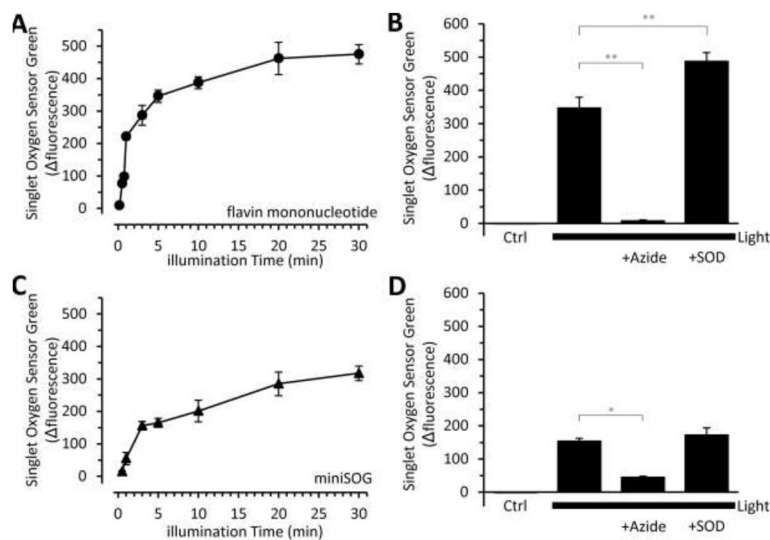 A
Singlet Oxygen Sensor Green
(Δfluorescence)
500
400
300
200
100
0
flavin mononucleotide
0 5 10 15 20 25 30
illumination Time (min)
B
Singlet Oxygen Sensor Green
(Δfluorescence)
600
500
400
300
200
100
0
**
**
Ctrl
Light
+Azide +SOD
C
Singlet Oxygen Sensor Green
(Δfluorescence)
500
400
300
200
100
0
miniSOG
0 5 10 15 20 25 30
illumination Time (min)
D
Singlet Oxygen Sensor Green
(Δfluorescence)
600
500
400
300
200
100
0
*
Ctrl
Light
+Azide +SOD